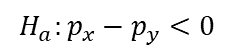 Hₐ: pₓ − pᵧ < 0